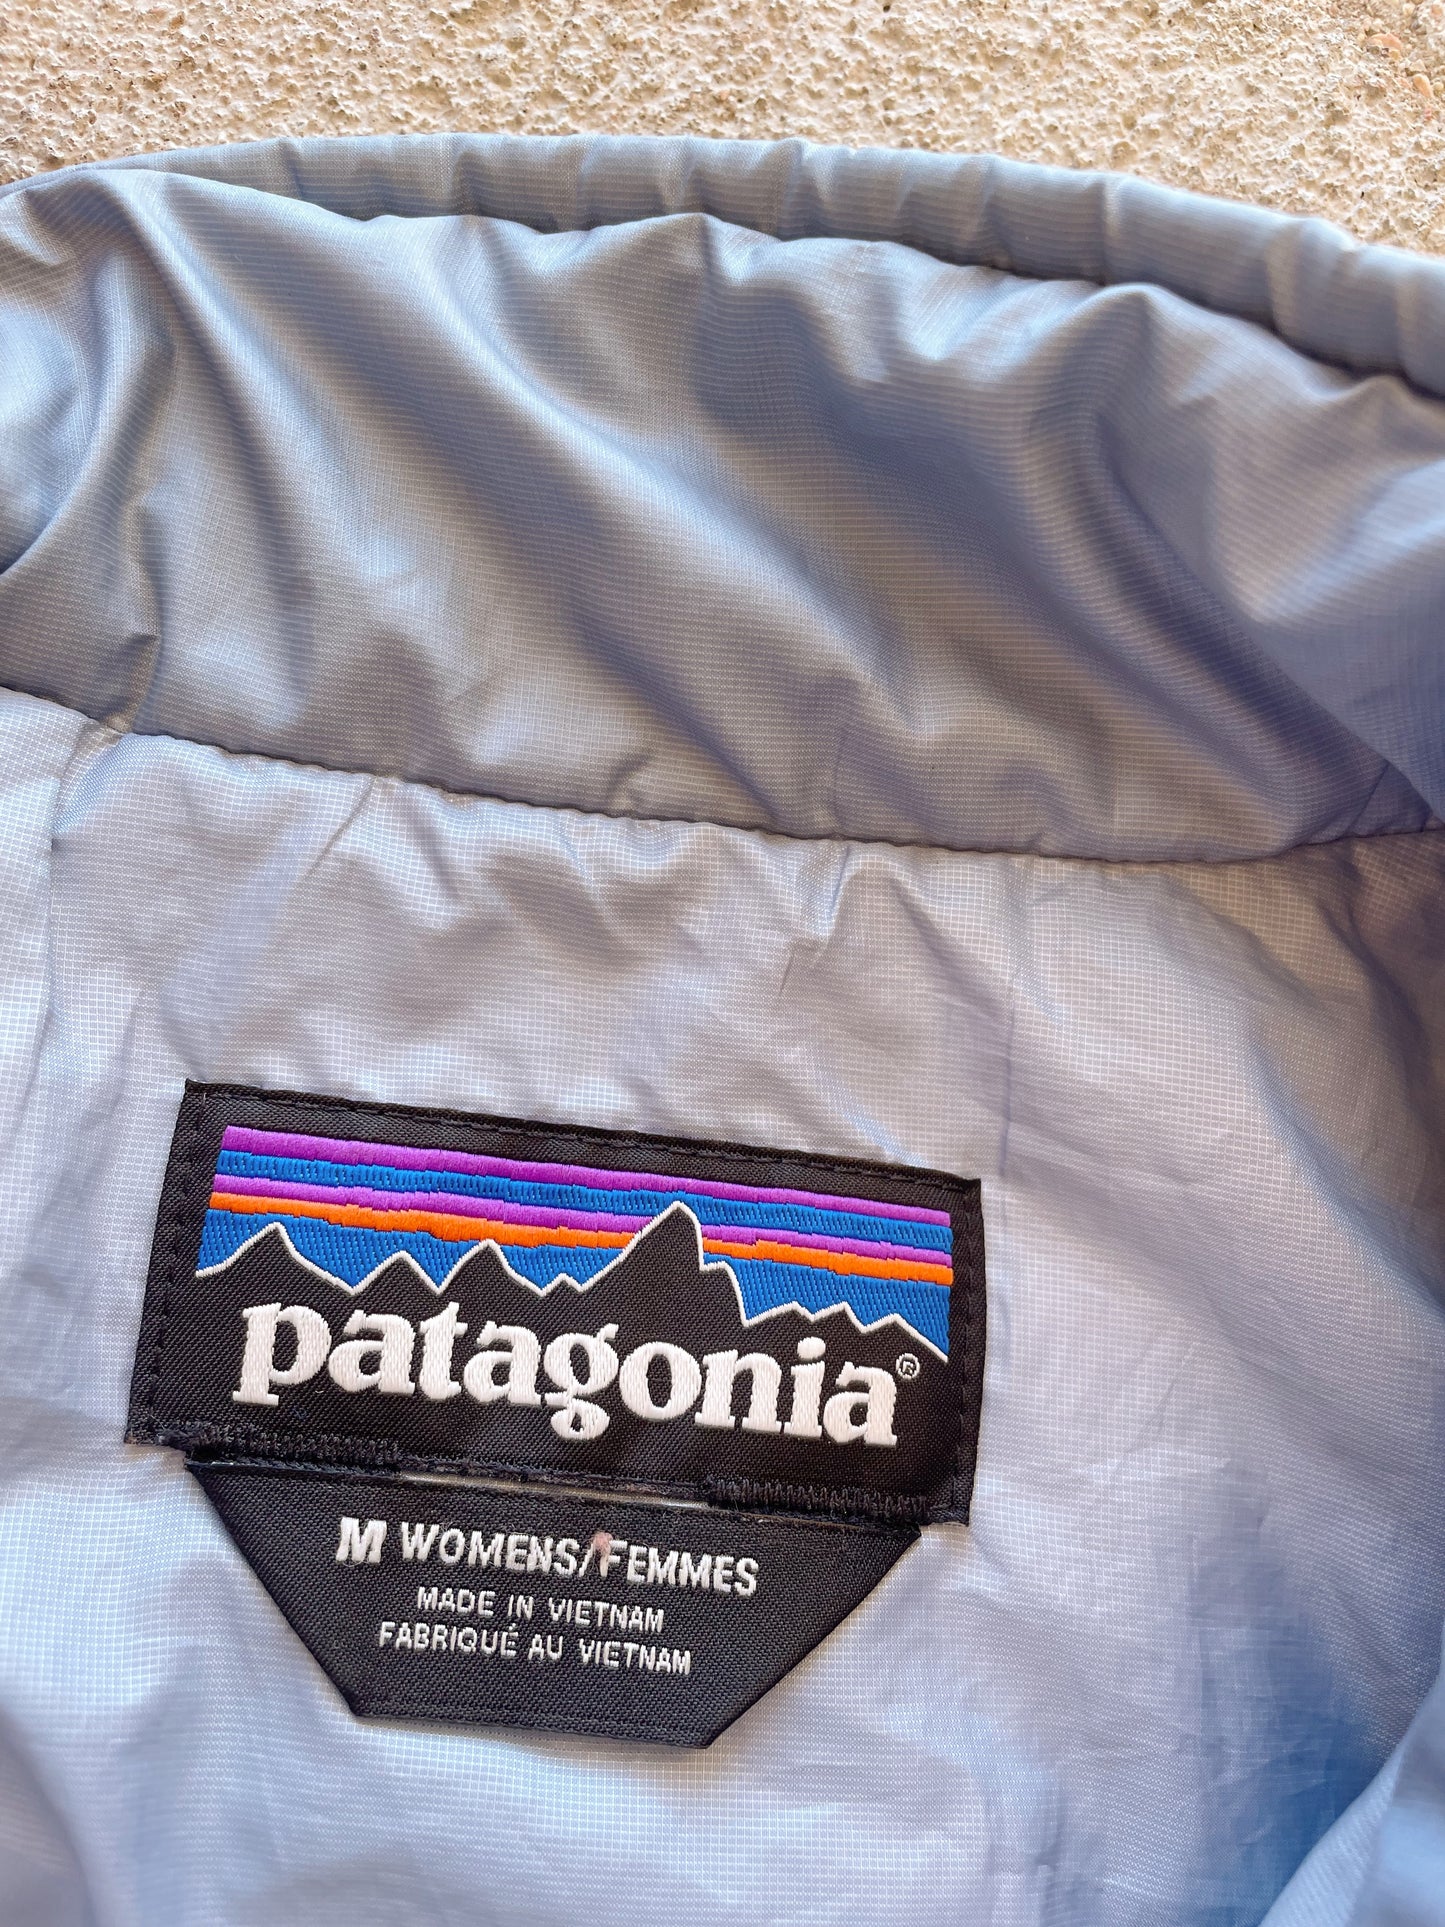 patagonia®
M WOMENS/FEMMES
MADE IN VIETNAM
FABRIQUÉ AU VIETNAM